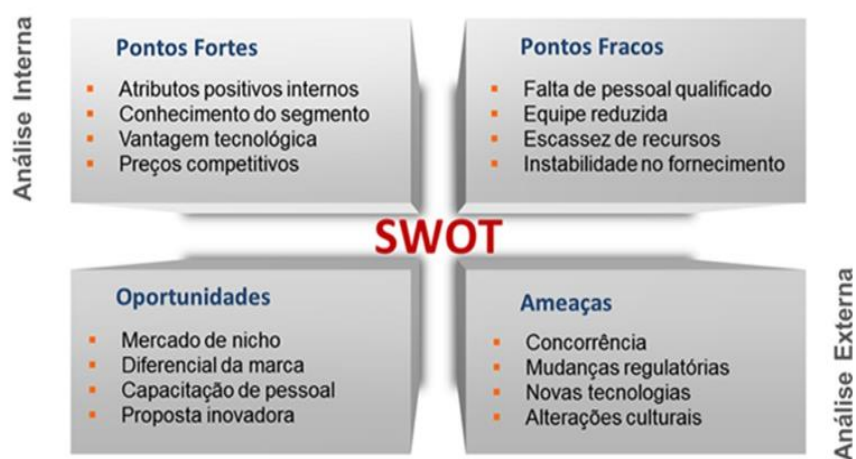 Análise Interna
Pontos Fortes
Atributos positivos internos
Conhecimento do segmento
Vantagem tecnológica
Preços competitivos
Pontos Fracos
Falta de pessoal qualificado
Equipe reduzida
Escassez de recursos
Instabilidade no fornecimento
SWOT
Oportunidades
Mercado de nicho
Diferencial da marca
Capacitação de pessoal
Proposta inovadora
Ameaças
Concorrência
Mudanças regulatórias
Novas tecnologias
Alterações culturais
Análise Externa